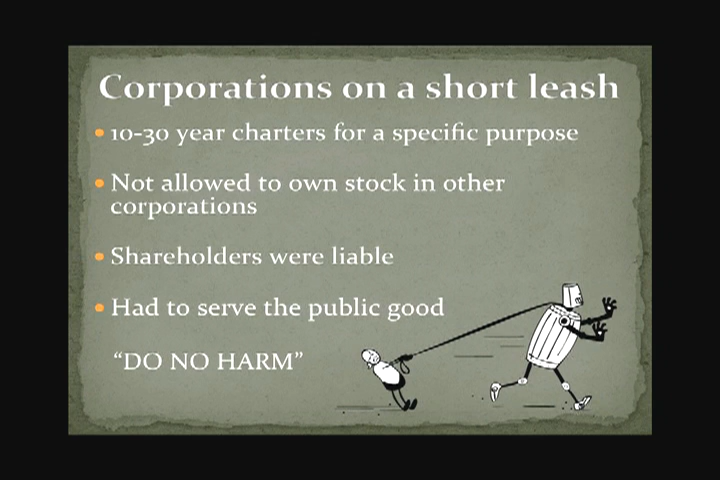 Corporations on a short leash
• 10-30 year charters for a specific purpose
• Not allowed to own stock in other
corporations
• Shareholders were liable
• Had to serve the public good
“DO NO HARM”